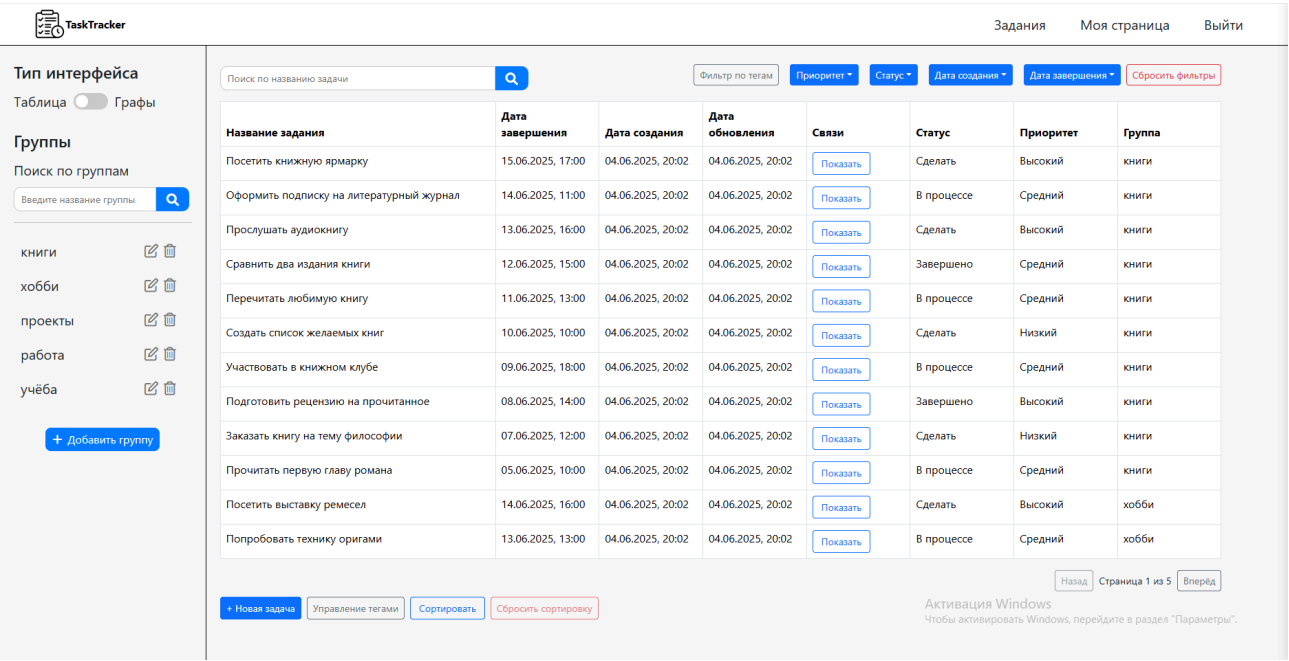 TaskTracker
Задания Моя страница Выйти
Тип интерфейса
Таблица Графы
Группы
Поиск по группам
Введите название группы
книги
хобби
проекты
работа
учёба
+ Добавить группу
Поиск по названию задачи
Фильтр по тегам Приоритет Статус Дата создания Дата завершения Сбросить фильтры
Название задания Дата завершения Дата создания Дата обновления Связи Статус Приоритет Группа
Посетить книжную ярмарку 15.06.2025, 17:00 04.06.2025, 20:02 04.06.2025, 20:02 Показать Сделать Высокий книги
Оформить подписку на литературный журнал 14.06.2025, 11:00 04.06.2025, 20:02 04.06.2025, 20:02 Показать В процессе Средний книги
Прослушать аудиокнигу 13.06.2025, 16:00 04.06.2025, 20:02 04.06.2025, 20:02 Показать Сделать Высокий книги
Сравнить два издания книги 12.06.2025, 15:00 04.06.2025, 20:02 04.06.2025, 20:02 Показать Завершено Средний книги
Перечитать любимую книгу 11.06.2025, 13:00 04.06.2025, 20:02 04.06.2025, 20:02 Показать В процессе Средний книги
Создать список желаемых книг 10.06.2025, 10:00 04.06.2025, 20:02 04.06.2025, 20:02 Показать Сделать Низкий книги
Участвовать в книжном клубе 09.06.2025, 18:00 04.06.2025, 20:02 04.06.2025, 20:02 Показать В процессе Средний книги
Подготовить рецензию на прочитанное 08.06.2025, 14:00 04.06.2025, 20:02 04.06.2025, 20:02 Показать Завершено Высокий книги
Заказать книгу на тему философии 07.06.2025, 12:00 04.06.2025, 20:02 04.06.2025, 20:02 Показать Сделать Низкий книги
Прочитать первую главу романа 05.06.2025, 10:00 04.06.2025, 20:02 04.06.2025, 20:02 Показать В процессе Средний книги
Посетить выставку ремесел 14.06.2025, 16:00 04.06.2025, 20:02 04.06.2025, 20:02 Показать Сделать Высокий хобби
Попробовать технику оригами 13.06.2025, 13:00 04.06.2025, 20:02 04.06.2025, 20:02 Показать В процессе Средний хобби
Назад Страница 1 из 5 Вперёд
+ Новая задача Управление тегами Сортировать Сбросить сортировку
Активация Windows
Чтобы активировать Windows, перейдите в раздел "Параметры".